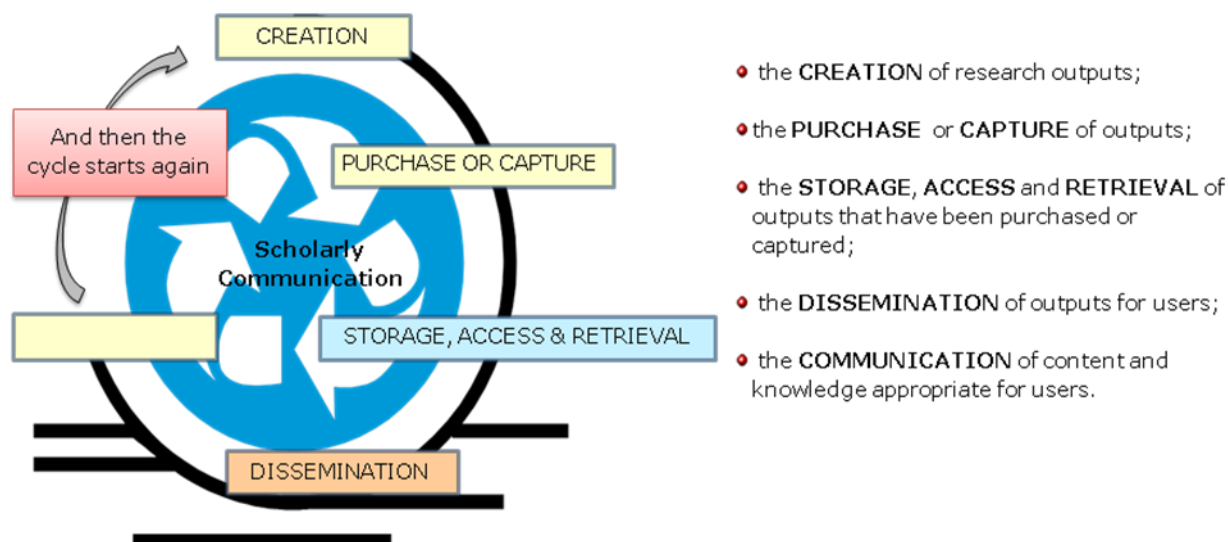 CREATION
And then the
cycle starts again
PURCHASE OR CAPTURE
Scholarly
Communication
STORAGE, ACCESS & RETRIEVAL
DISSEMINATION
the CREATION of research outputs;
the PURCHASE or CAPTURE of outputs;
the STORAGE, ACCESS and RETRIEVAL of
outputs that have been purchased or
captured;
the DISSEMINATION of outputs for users;
the COMMUNICATION of content and
knowledge appropriate for users.